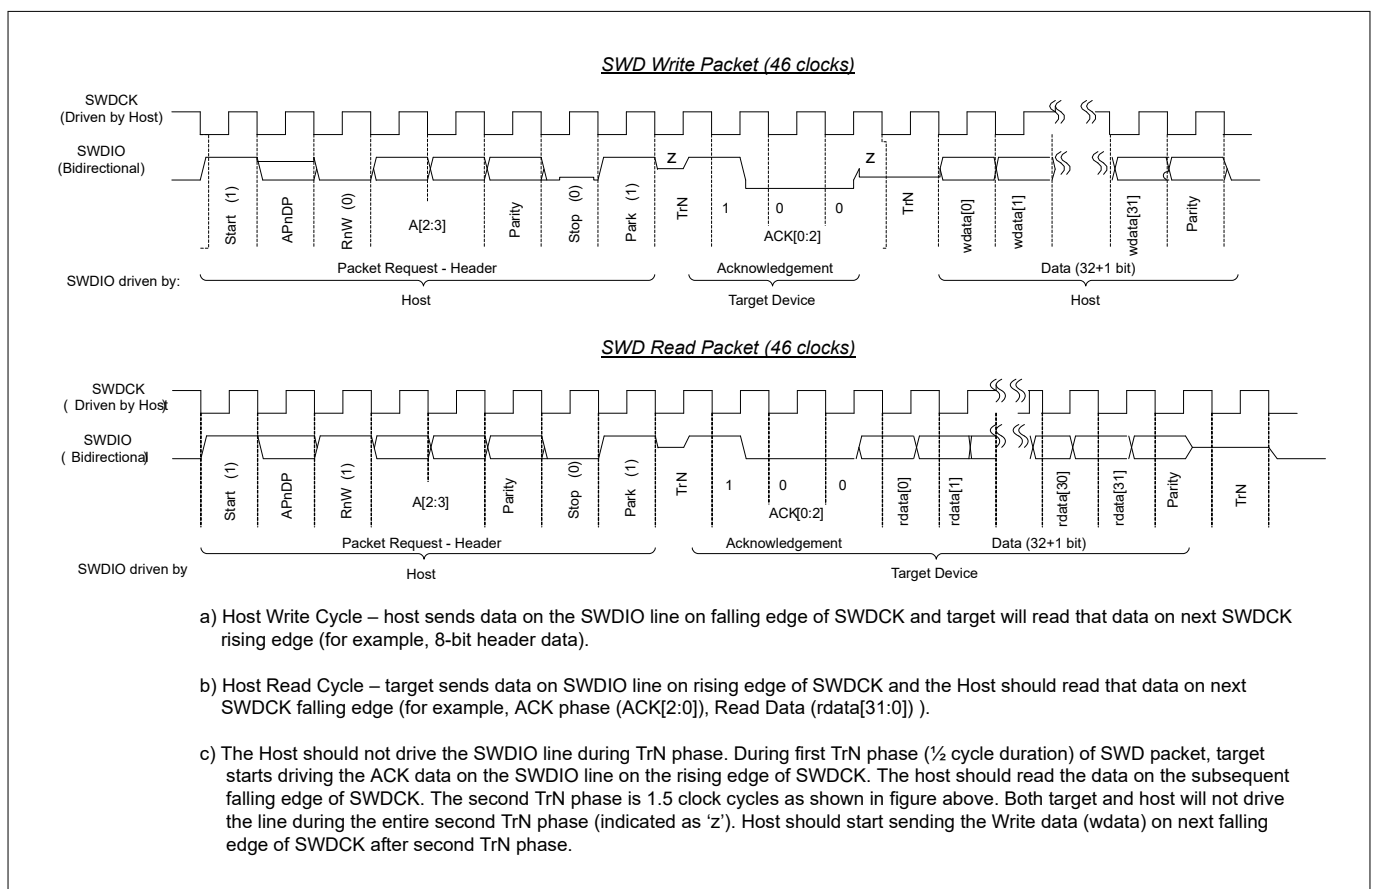 SWD Write Packet (46 clocks)
SWDCK
(Driven by Host)
SWDIO
(Bidirectional)
Z
Z
Start (1)
APnDP
RnW (0)
A[2:3]
Parity
Stop (0)
Park (1)
TrN
1
0
0
ACK[0:2]
TrN
wdata[0]
wdata[1]
wdata[31]
Parity
Packet Request - Header
Acknowledgement
Data (32+1 bit)
SWDIO driven by:
Host
Target Device
Host
SWD Read Packet (46 clocks)
SWDCK
( Driven by Host
SWDIO
( Bidirectional)
Start (1)
APnDP
RnW (1)
A[2:3]
Parity
Stop (0)
Park (1)
TrN
1
0
0
ACK[0:2]
rdata[0]
rdata[1]
rdata[30]
rdata[31]
Parity
TrN
Packet Request - Header
Acknowledgement
Data (32+1 bit)
SWDIO driven by
Host
Target Device
a) Host Write Cycle – host sends data on the SWDIO line on falling edge of SWDCK and target will read that data on next SWDCK
rising edge (for example, 8-bit header data).
b) Host Read Cycle – target sends data on SWDIO line on rising edge of SWDCK and the Host should read that data on next
SWDCK falling edge (for example, ACK phase (ACK[2:0]), Read Data (rdata[31:0]) ).
c) The Host should not drive the SWDIO line during TrN phase. During first TrN phase (½ cycle duration) of SWD packet, target
starts driving the ACK data on the SWDIO line on the rising edge of SWDCK. The host should read the data on the subsequent
falling edge of SWDCK. The second TrN phase is 1.5 clock cycles as shown in figure above. Both target and host will not drive
the line during the entire second TrN phase (indicated as ‘z’). Host should start sending the Write data (wdata) on next falling
edge of SWDCK after second TrN phase.